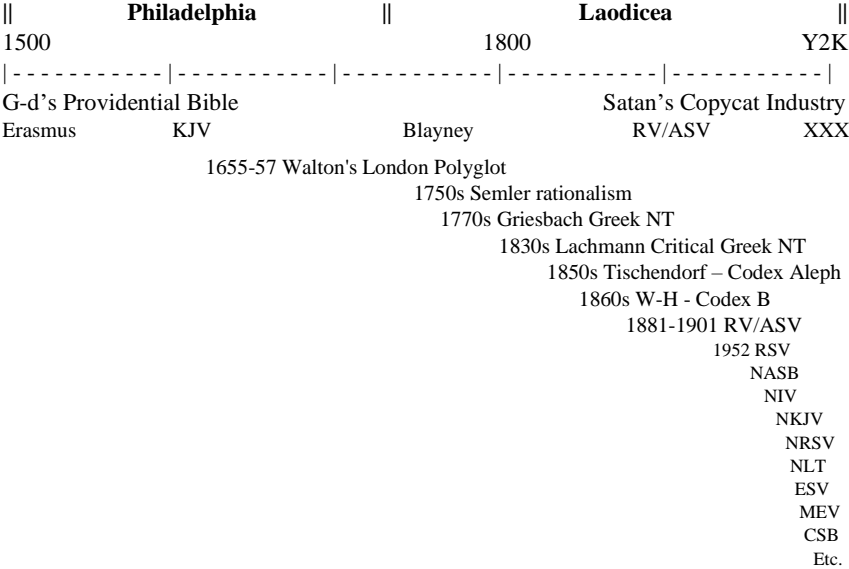 || Philadelphia || Laodicea ||
1500 1800 Y2K
|- - - - - - - - - - - -|- - - - - - - - - - - -|- - - - - - - - - - - -|- - - - - - - - - - - -|- - - - - - - - - - - -|
G-d’s Providential Bible Satan’s Copycat Industry
Erasmus KJV Blayney RV/ASV XXX
1655-57 Walton's London Polyglot
1750s Semler rationalism
1770s Griesbach Greek NT
1830s Lachmann Critical Greek NT
1850s Tischendorf – Codex Aleph
1860s W-H - Codex B
1881-1901 RV/ASV
1952 RSV
NASB
NIV
NKJV
NRSV
NLT
ESV
MEV
CSB
Etc.